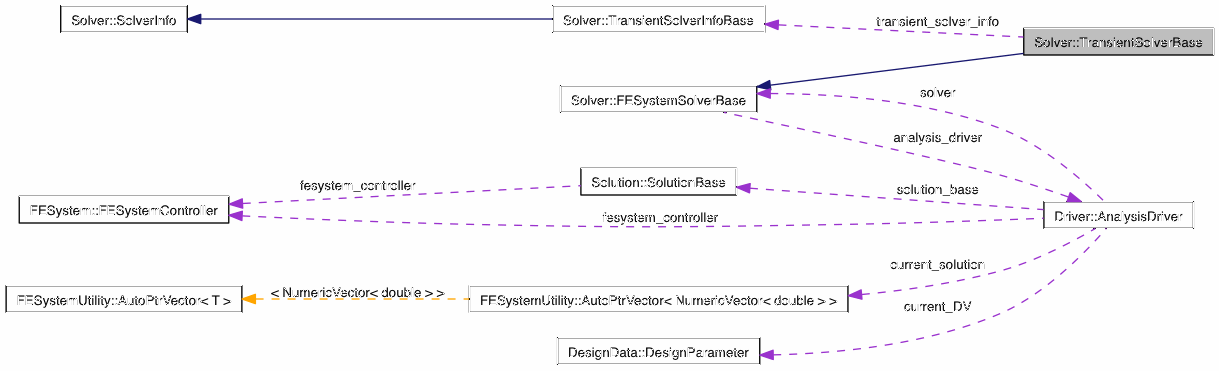 Solver::SolverInfo
Solver::TransientSolverInfoBase
transient_solver_info
Solver::TransientSolverBase
Solver::FESystemSolverBase
solver
analysis_driver
Solution::SolutionBase
fesystem_controller
solution_base
FESystem::FESystemController
fesystem_controller
Driver::AnalysisDriver
current_solution
FESystemUtility::AutoPtrVector< T >
< NumericVector< double > >
FESystemUtility::AutoPtrVector< NumericVector< double > >
current_DV
DesignData::DesignParameter